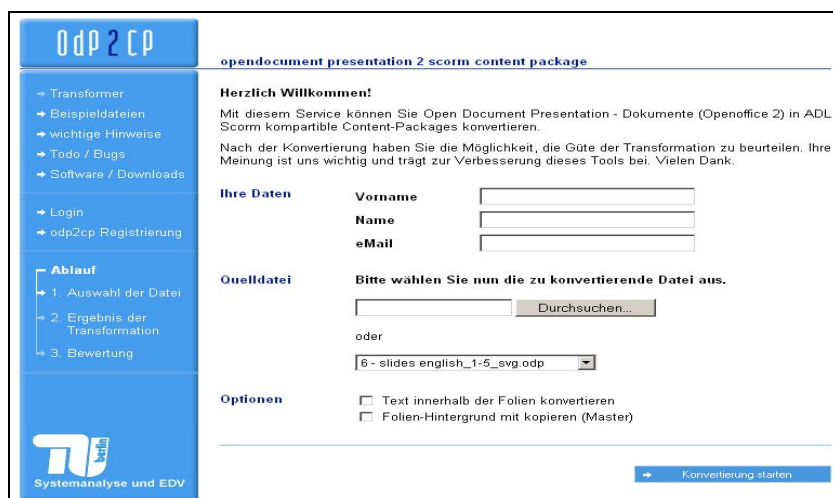 OdP2CP
opendocument presentation 2 scorm content package
Transformer
Beispieldateien
wichtige Hinweise
Todo / Bugs
Software / Downloads
Login
odp2cp Registrierung
Ablauf
1. Auswahl der Datei
2. Ergebnis der
Transformation
3. Bewertung
TU berlin
Systemanalyse und EDV
Herzlich Willkommen!
Mit diesem Service können Sie Open Document Presentation - Dokumente (Openoffice 2) in ADL
Scorm kompartible Content-Packages konvertieren.
Nach der Konvertierung haben Sie die Möglichkeit, die Güte der Transformation zu beurteilen. Ihre
Meinung ist uns wichtig und trägt zur Verbesserung dieses Tools bei. Vielen Dank.
Ihre Daten
Vorname
Name
eMail
Quelldatei
Bitte wählen Sie nun die zu konvertierende Datei aus.
Durchsuchen...
oder
6 - slides english_1-5_svg.odp
Optionen
Text innerhalb der Folien konvertieren
Folien-Hintergrund mit kopieren (Master)
Konvertierung starten